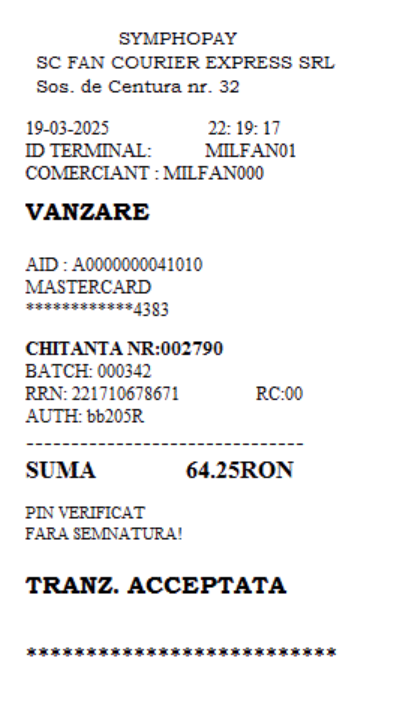 SYMPHOPAY
SC FAN COURIER EXPRESS SRL
Sos. de Centura nr. 32
19-03-2025 22: 19: 17
ID TERMINAL: MILFAN01
COMERCIANT : MILFAN000
VANZARE
AID : A0000000041010
MASTERCARD
************4383
CHITANTA NR:002790
BATCH: 000342
RRN: 221710678671 RC:00
AUTH: bb205R
-------------------------------
SUMA 64.25RON
PIN VERIFICAT
FARA SEMNATURA!
TRANZ. ACCEPTATA
**************************